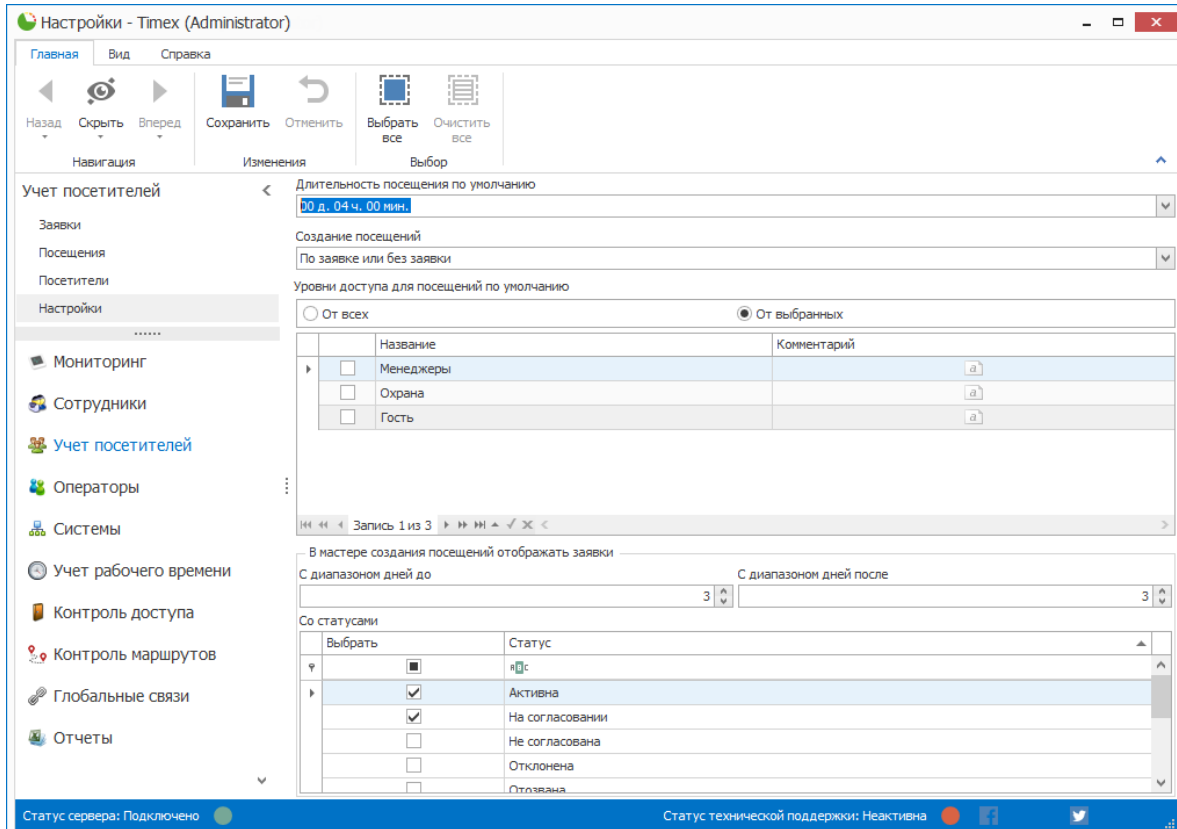 Настройки - Timex (Administrator)
Главная Вид Справка
Назад Скрыть Вперед Сохранить Отменить Выбрать все Очистить все
Навигация Изменения Выбор
Учет посетителей
Заявки
Посещения
Посетители
Настройки
Мониторинг
Сотрудники
Учет посетителей
Операторы
Системы
Учет рабочего времени
Контроль доступа
Контроль маршрутов
Глобальные связи
Отчеты
Длительность посещения по умолчанию
00 д. 04 ч. 00 мин.
Создание посещений
По заявке или без заявки
Уровни доступа для посещений по умолчанию
От всех От выбранных
Название Комментарий
Менеджеры
Охрана
Гость
Запись 1 из 3
В мастере создания посещений отображать заявки
С диапазоном дней до С диапазоном дней после
3 3
Со статусами
Выбрать Статус
Активна
На согласовании
Не согласована
Отклонена
Отозвана
Статус сервера: Подключено Статус технической поддержки: Неактивна